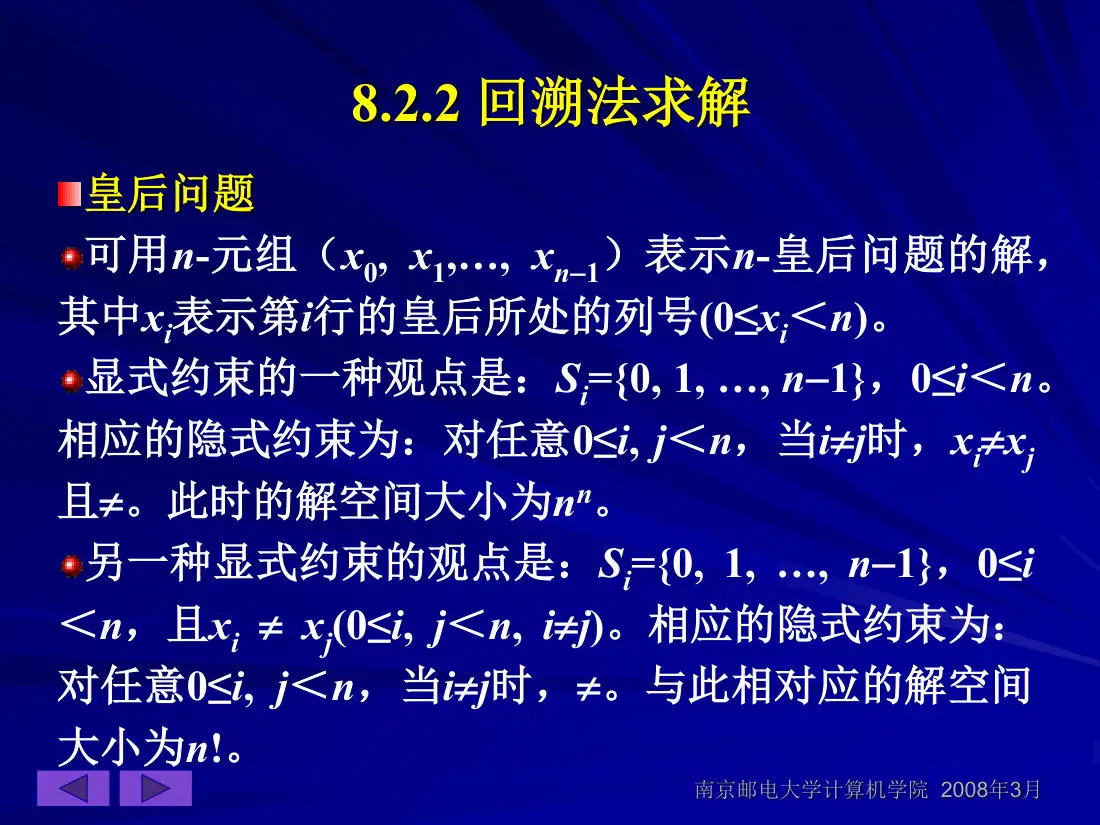 8.2.2 回溯法求解
皇后问题
可用n-元组（x0, x1,…, xn−1）表示n-皇后问题的解，
其中xi表示第i行的皇后所处的列号(0≤xi＜n)。
显式约束的一种观点是：Si={0, 1, …, n−1}，0≤i＜n。
相应的隐式约束为：对任意0≤i, j＜n，当i≠j时，xi≠xj
且≠。此时的解空间大小为nⁿ。
另一种显式约束的观点是：Si={0, 1, …, n−1}，0≤i
＜n，且xi ≠ xj(0≤i, j＜n, i≠j)。相应的隐式约束为：
对任意0≤i, j＜n，当i≠j时，≠。与此相对应的解空间
大小为n!。
南京邮电大学计算机学院 2008年3月